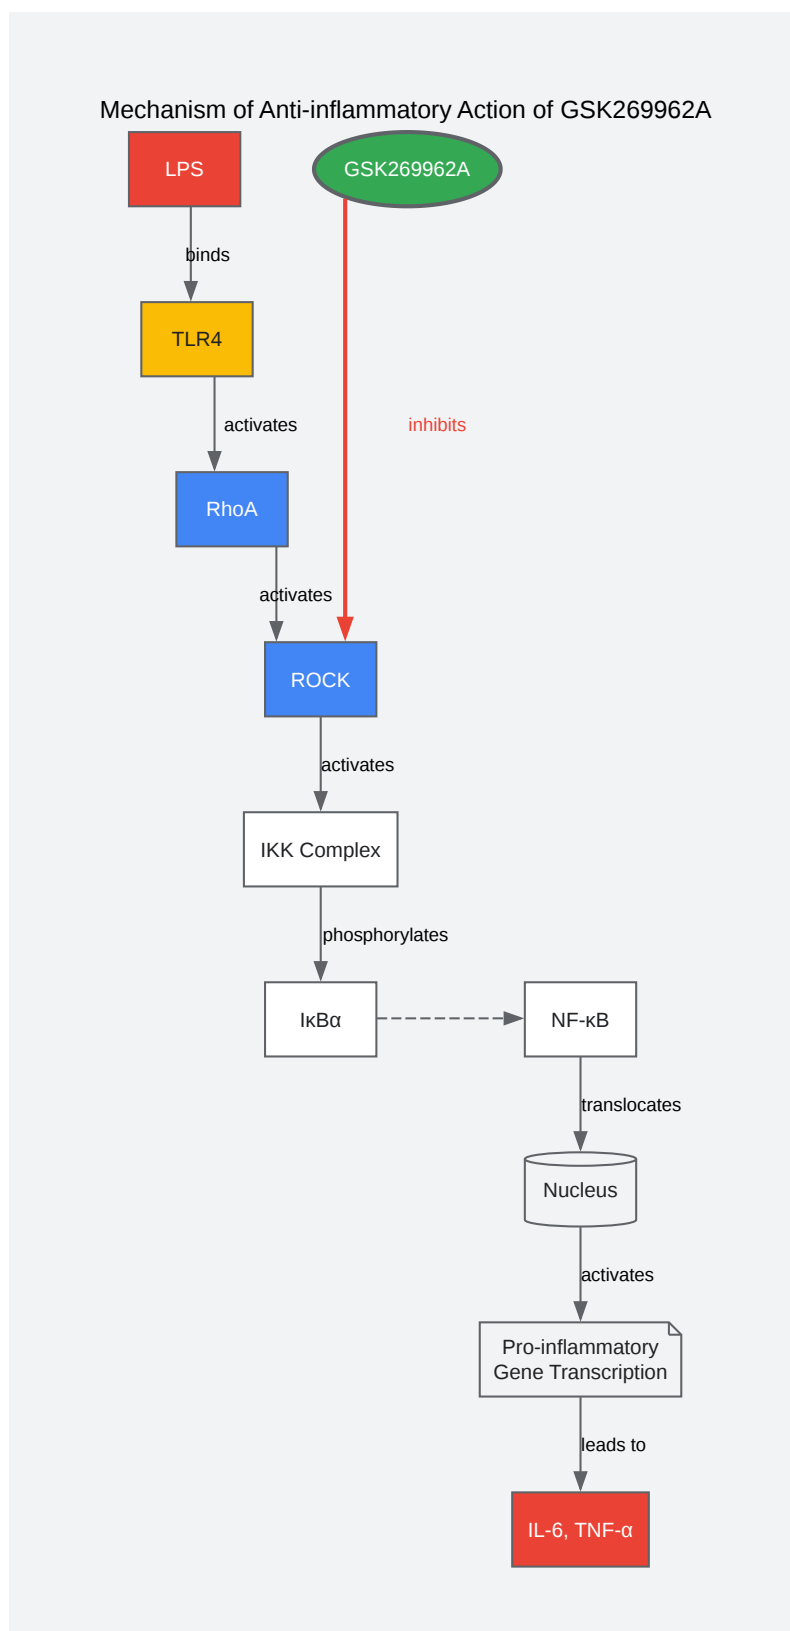 Mechanism of Anti-inflammatory Action of GSK269962A
LPS
GSK269962A
binds
TLR4
activates
inhibits
RhoA
activates
ROCK
activates
IKK Complex
phosphorylates
IκBα
NF-κB
translocates
Nucleus
activates
Pro-inflammatory
Gene Transcription
leads to
IL-6, TNF-α